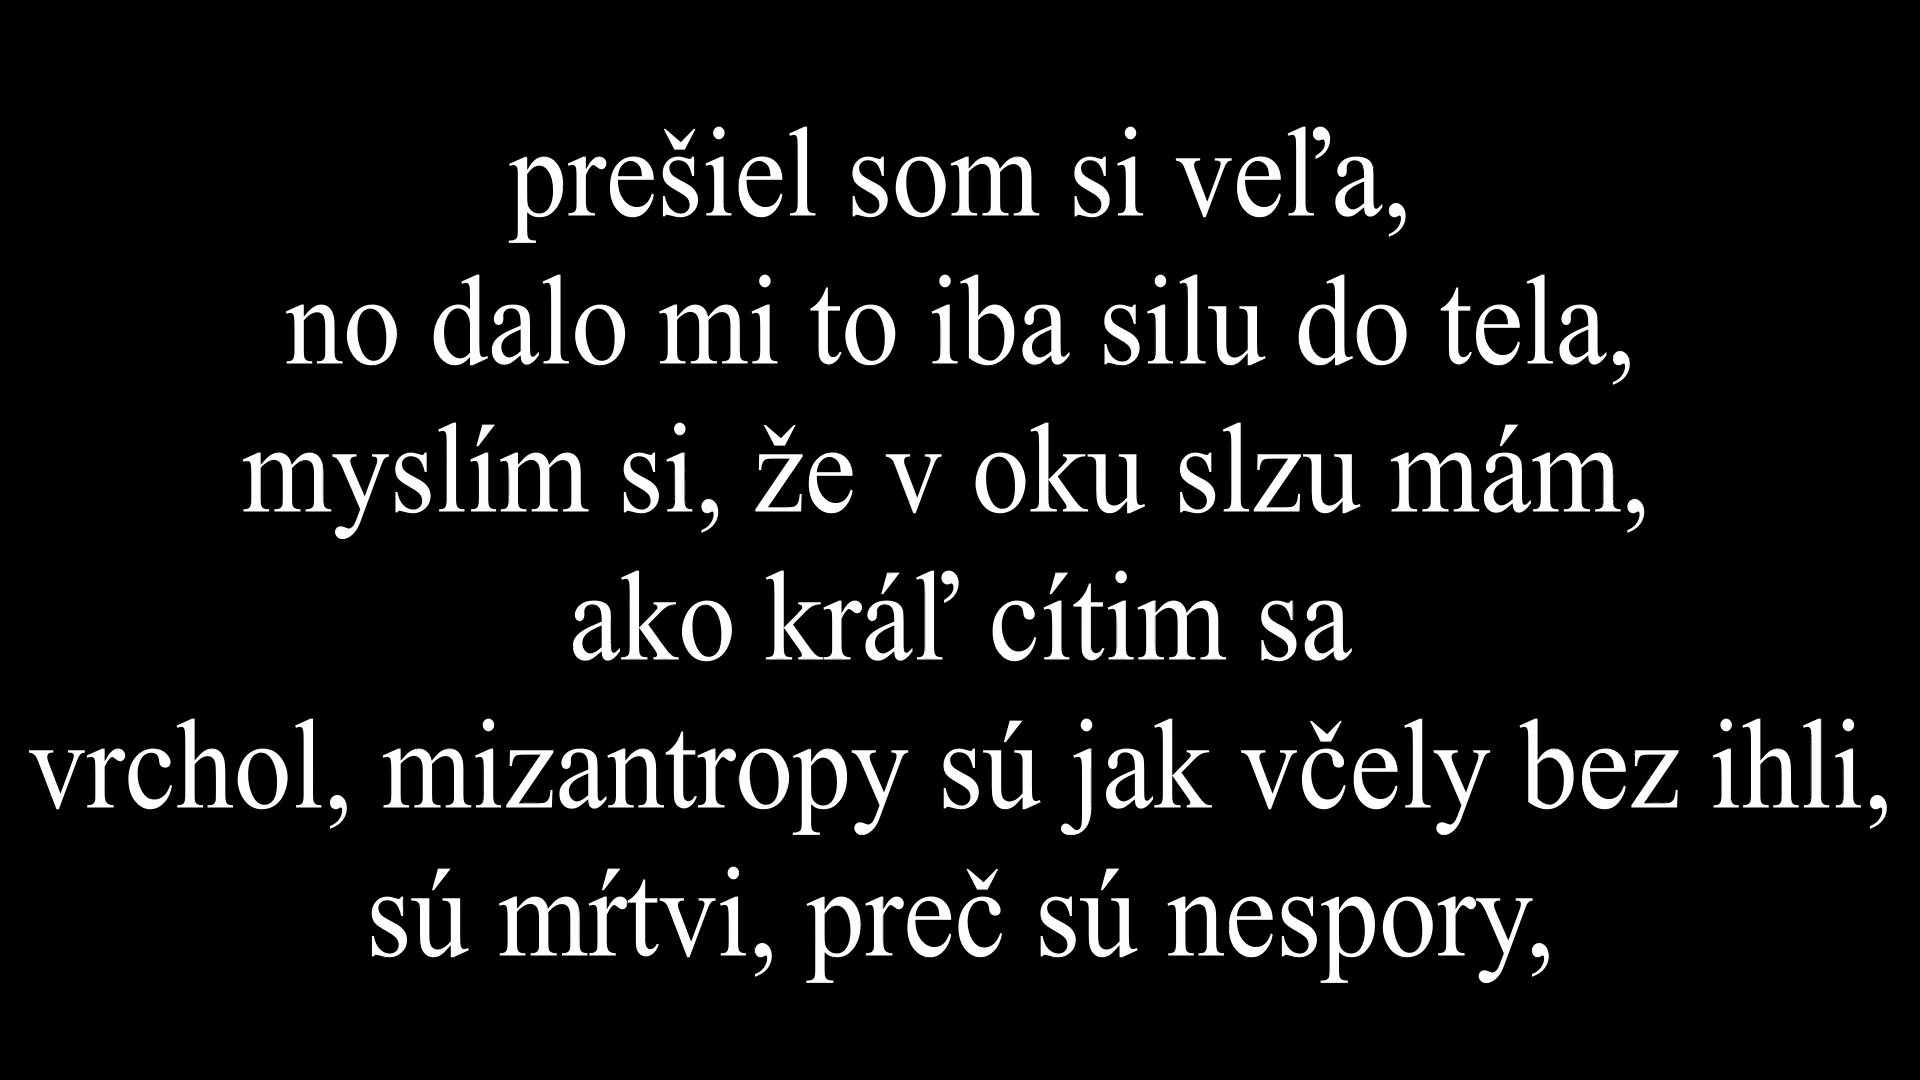 prešiel som si veľa,
no dalo mi to iba silu do tela,
myslím si, že v oku slzu mám,
ako kráľ cítim sa
vrchol, mizantropy sú jak včely bez ihli,
sú mŕtvi, preč sú nespory,